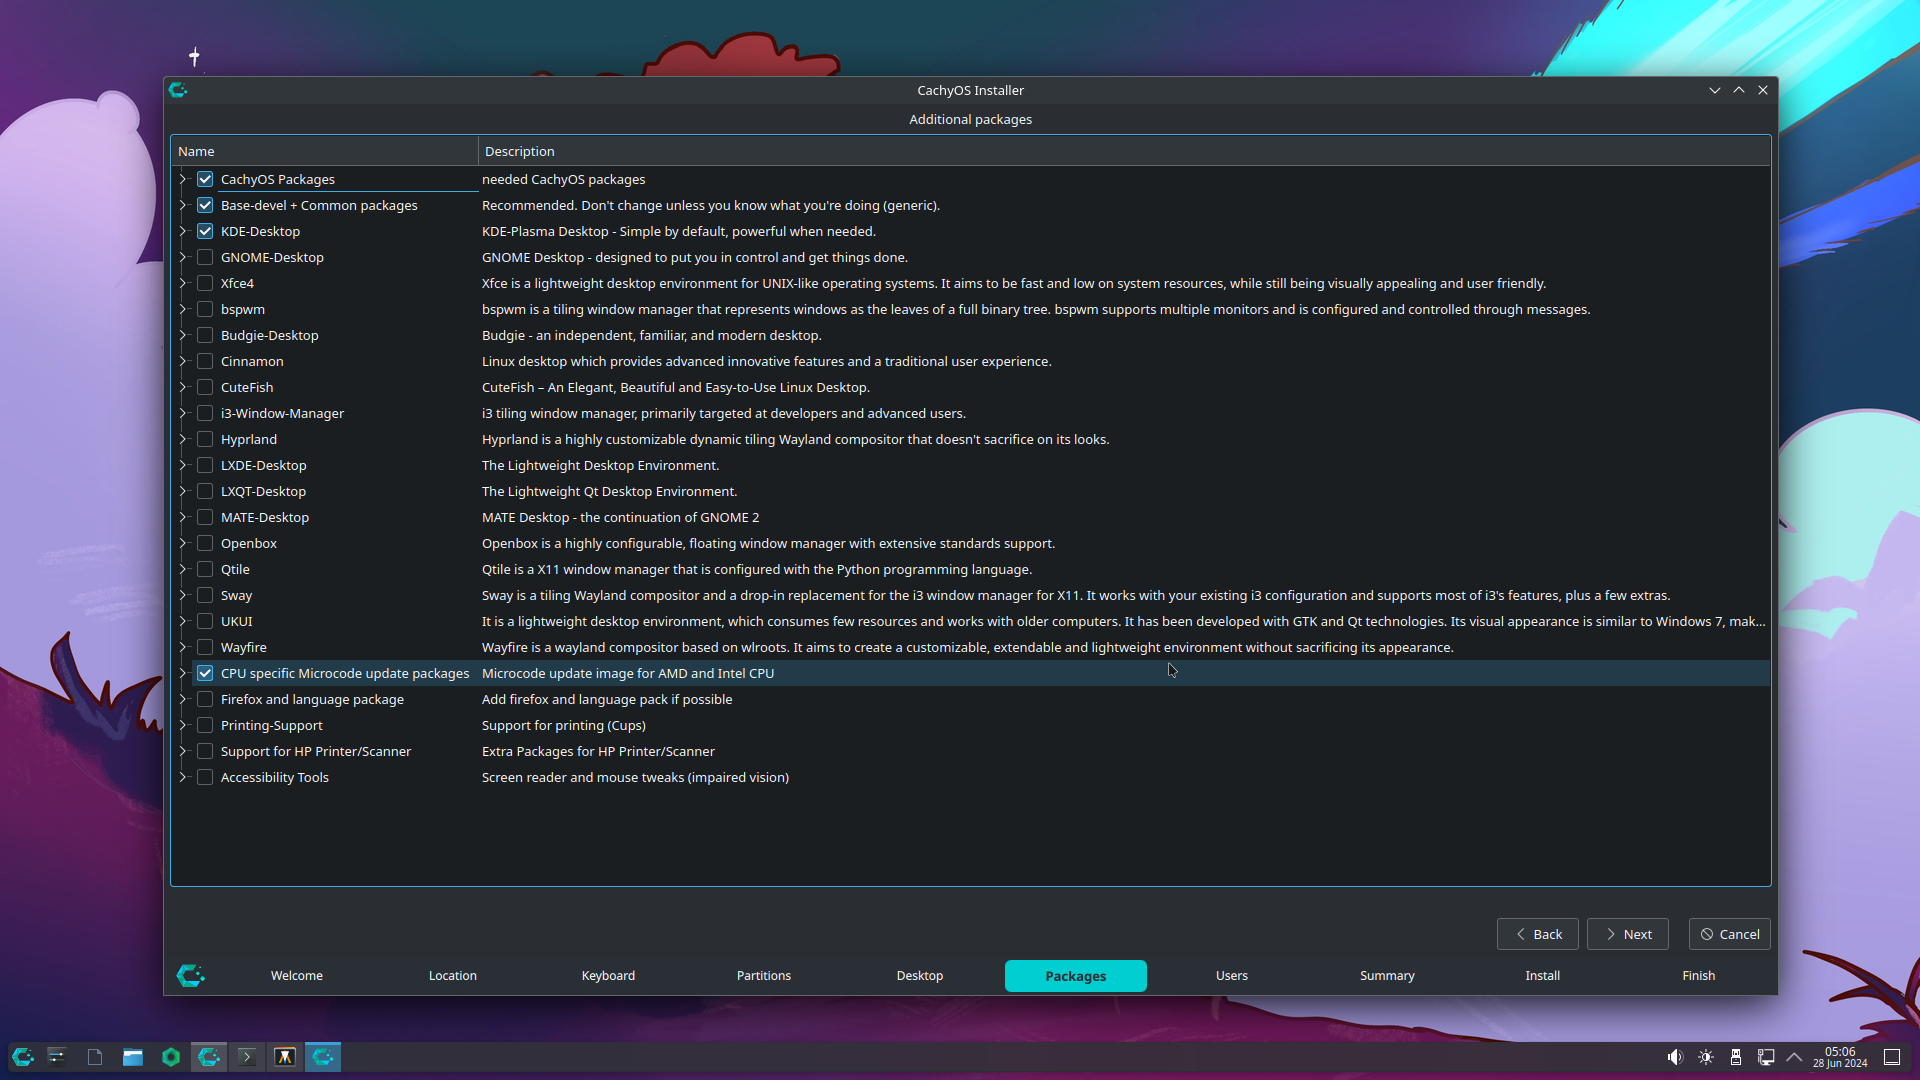 CachyOS Installer
Additional packages
Name Description
CachyOS Packages needed CachyOS packages
Base-devel + Common packages Recommended. Don't change unless you know what you're doing (generic).
KDE-Desktop KDE-Plasma Desktop - Simple by default, powerful when needed.
GNOME-Desktop GNOME Desktop - designed to put you in control and get things done.
Xfce4 Xfce is a lightweight desktop environment for UNIX-like operating systems. It aims to be fast and low on system resources, while still being visually appealing and user friendly.
bspwm bspwm is a tiling window manager that represents windows as the leaves of a full binary tree. bspwm supports multiple monitors and is configured and controlled through messages.
Budgie-Desktop Budgie - an independent, familiar, and modern desktop.
Cinnamon Linux desktop which provides advanced innovative features and a traditional user experience.
CuteFish CuteFish – An Elegant, Beautiful and Easy-to-Use Linux Desktop.
i3-Window-Manager i3 tiling window manager, primarily targeted at developers and advanced users.
Hyprland Hyprland is a highly customizable dynamic tiling Wayland compositor that doesn't sacrifice on its looks.
LXDE-Desktop The Lightweight Desktop Environment.
LXQT-Desktop The Lightweight Qt Desktop Environment.
MATE-Desktop MATE Desktop - the continuation of GNOME 2
Openbox Openbox is a highly configurable, floating window manager with extensive standards support.
Qtile Qtile is a X11 window manager that is configured with the Python programming language.
Sway Sway is a tiling Wayland compositor and a drop-in replacement for the i3 window manager for X11. It works with your existing i3 configuration and supports most of i3's features, plus a few extras.
UKUI It is a lightweight desktop environment, which consumes few resources and works with older computers. It has been developed with GTK and Qt technologies. Its visual appearance is similar to Windows 7, mak...
Wayfire Wayfire is a wayland compositor based on wlroots. It aims to create a customizable, extendable and lightweight environment without sacrificing its appearance.
CPU specific Microcode update packages Microcode update image for AMD and Intel CPU
Firefox and language package Add firefox and language pack if possible
Printing-Support Support for printing (Cups)
Support for HP Printer/Scanner Extra Packages for HP Printer/Scanner
Accessibility Tools Screen reader and mouse tweaks (impaired vision)
Back Next Cancel
Welcome Location Keyboard Partitions Desktop Packages Users Summary Install Finish
05:06
28 Jun 2024